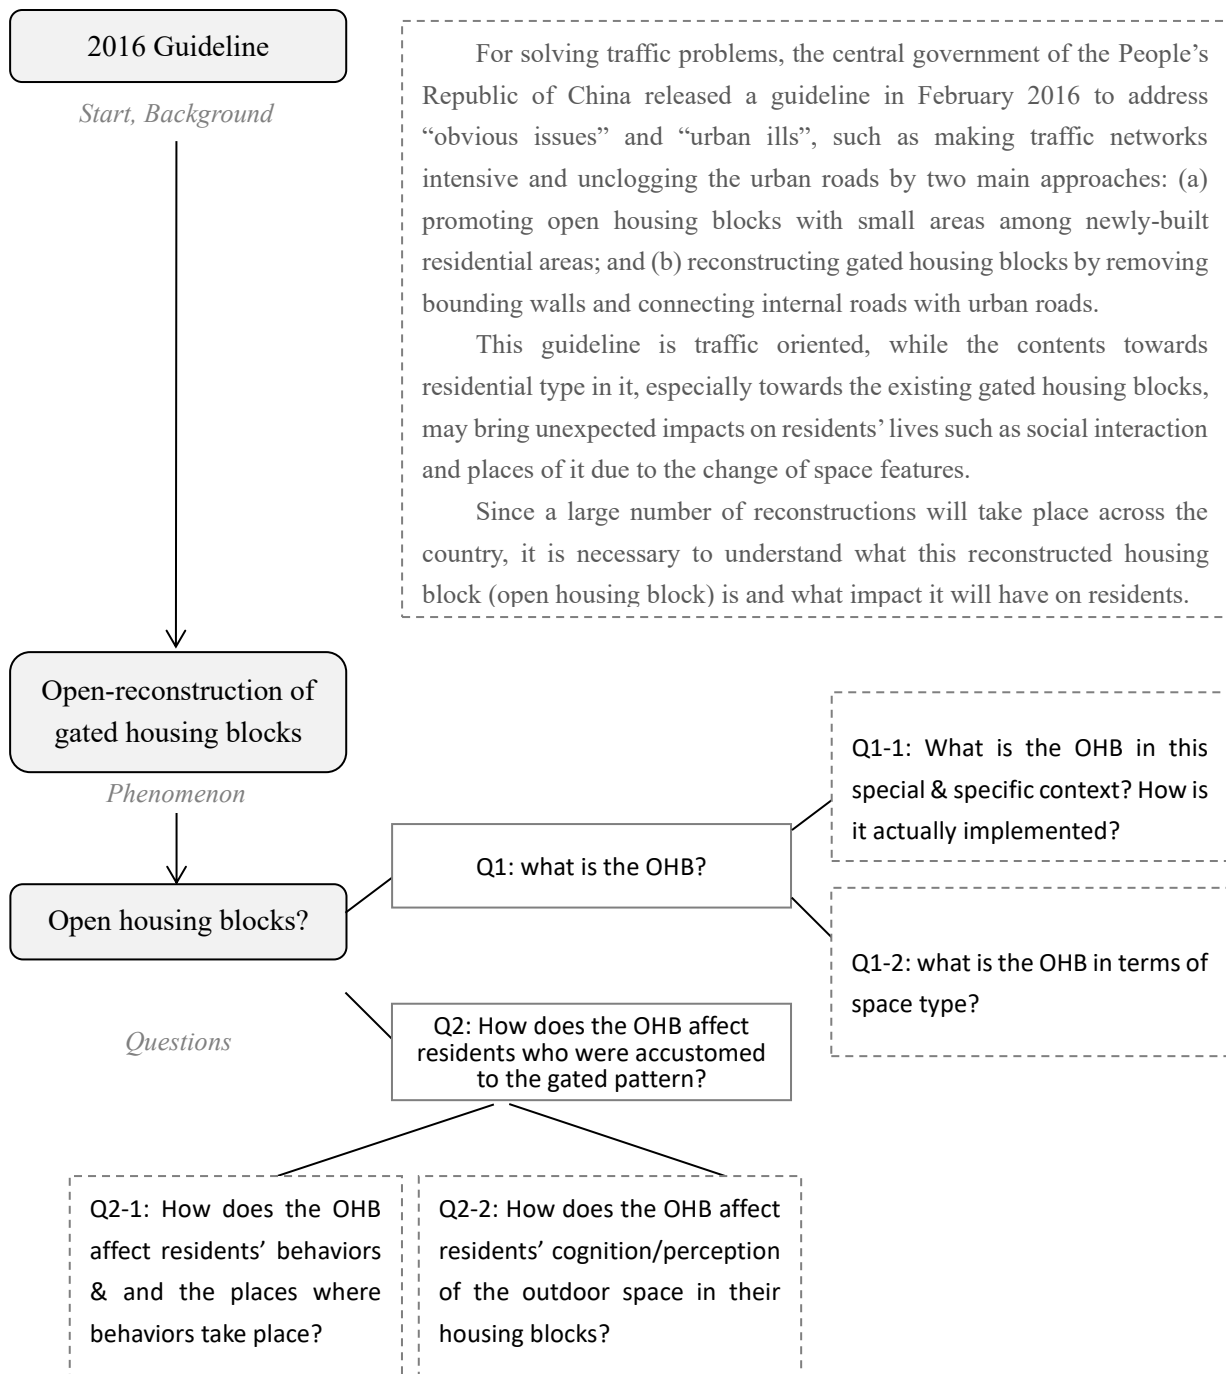 2016 Guideline
Start, Background
For solving traffic problems, the central government of the People’s
Republic of China released a guideline in February 2016 to address
“obvious issues” and “urban ills”, such as making traffic networks
intensive and unclogging the urban roads by two main approaches: (a)
promoting open housing blocks with small areas among newly-built
residential areas; and (b) reconstructing gated housing blocks by removing
bounding walls and connecting internal roads with urban roads.
This guideline is traffic oriented, while the contents towards
residential type in it, especially towards the existing gated housing blocks,
may bring unexpected impacts on residents’ lives such as social interaction
and places of it due to the change of space features.
Since a large number of reconstructions will take place across the
country, it is necessary to understand what this reconstructed housing
block (open housing block) is and what impact it will have on residents.
Open-reconstruction of
gated housing blocks
Phenomenon
Open housing blocks?
Questions
Q1: what is the OHB?
Q1-1: What is the OHB in this
special & specific context? How is
it actually implemented?
Q1-2: what is the OHB in terms of
space type?
Q2: How does the OHB affect
residents who were accustomed
to the gated pattern?
Q2-1: How does the OHB
affect residents’ behaviors
& and the places where
behaviors take place?
Q2-2: How does the OHB affect
residents’ cognition/perception
of the outdoor space in their
housing blocks?